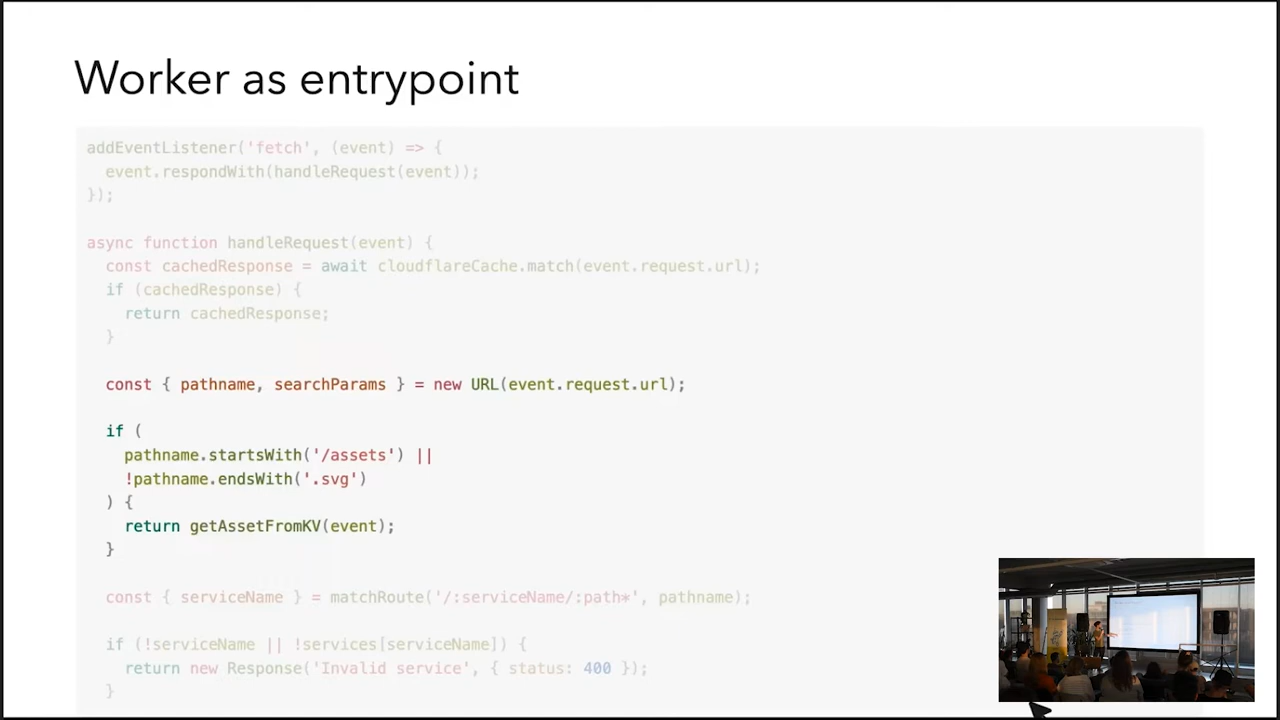 Worker as entrypoint
addEventListener('fetch', (event) => {
event.respondWith(handleRequest(event));
});
async function handleRequest(event) {
const cachedResponse = await cloudflareCache.match(event.request.url);
if (cachedResponse) {
return cachedResponse;
}
const { pathname, searchParams } = new URL(event.request.url);
if (
pathname.startsWith('/assets') ||
!pathname.endsWith('.svg')
) {
return getAssetFromKV(event);
}
const { serviceName } = matchRoute('/:serviceName/:path*', pathname);
if (!serviceName || !services[serviceName]) {
return new Response('Invalid service', { status: 400 });
}